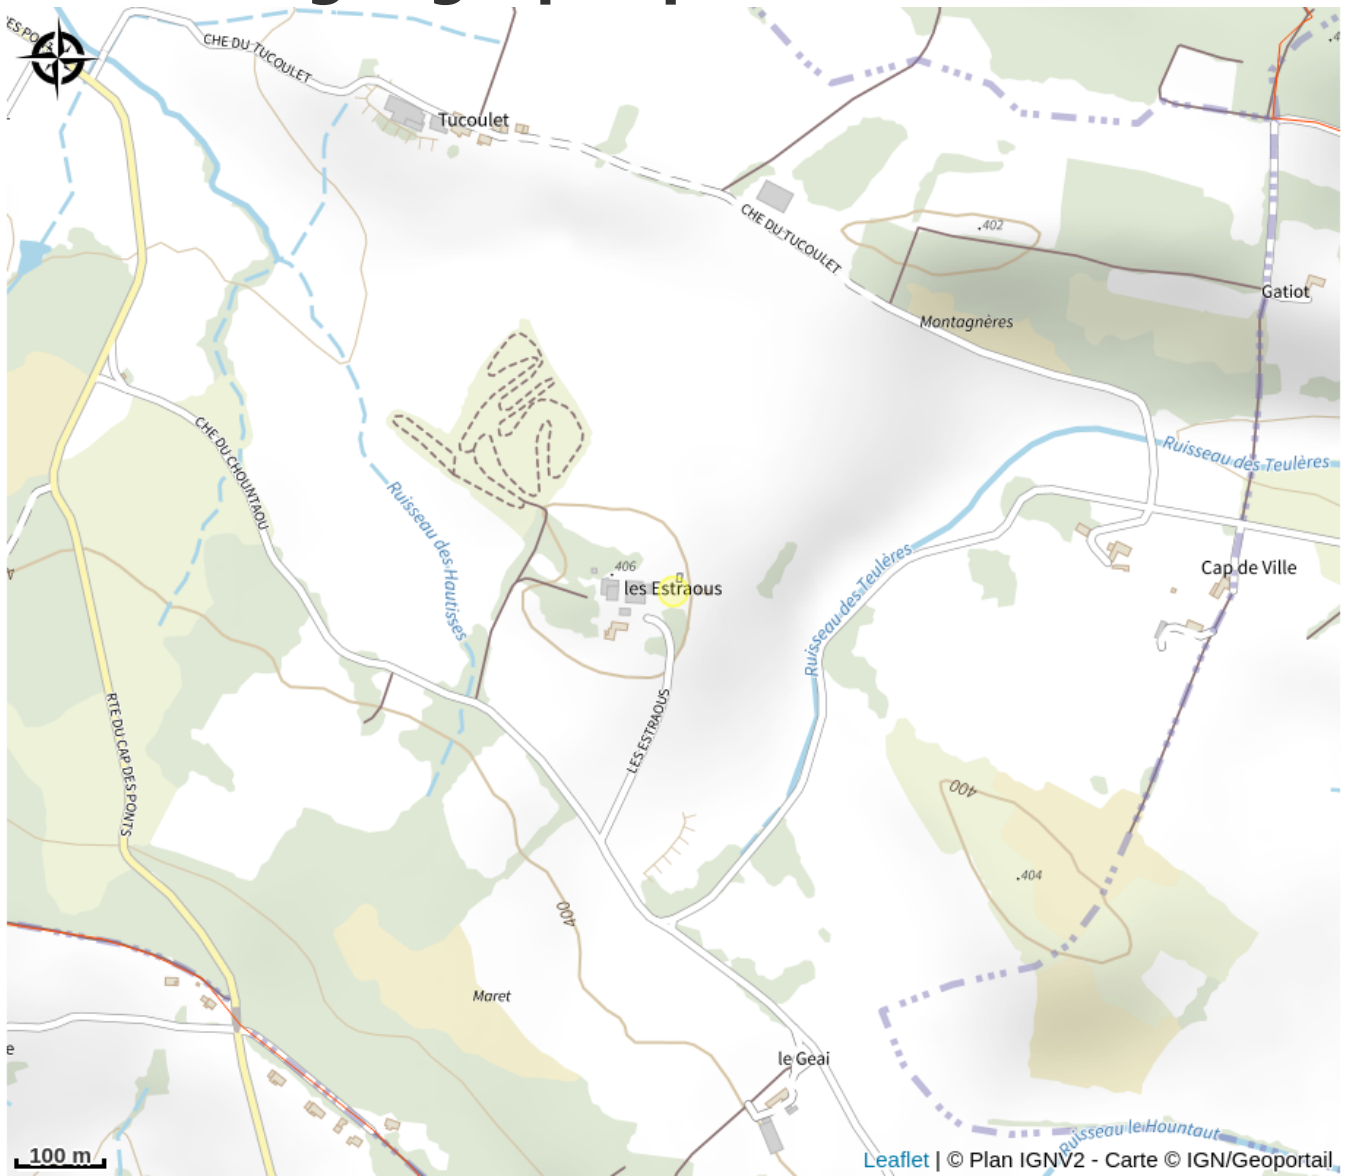 CHE DU TUCOULET
Tucoulet
CHE DU TUCOULET
402
Gatiot
Montagnères
Ruisseau des Teulères
CHE DU CHOUNTAOU
Ruisseau des Hautisses
406
les Estraous
Ruisseau des Teulères
Cap de Ville
LES ESTRAOUS
RTE DU CAP DES PONTS
400
404
400
Maret
le Geai
Ruisseau le Hountaut
100 m
Leaflet | © Plan IGNV2 - Carte © IGN/Geoportail